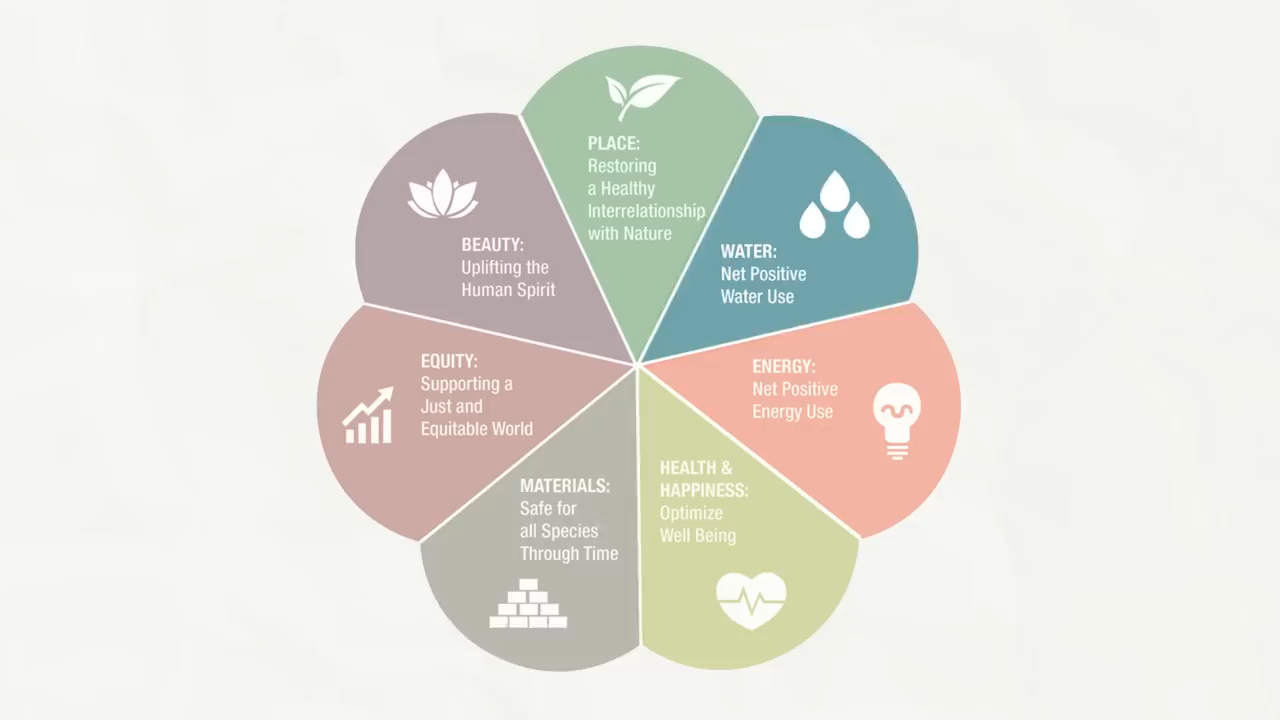 PLACE:
Restoring
a Healthy
Interrelationship
with Nature
WATER:
Net Positive
Water Use
ENERGY:
Net Positive
Energy Use
HEALTH &
HAPPINESS:
Optimize
Well Being
MATERIALS:
Safe for
all Species
Through Time
EQUITY:
Supporting a
Just and
Equitable World
BEAUTY:
Uplifting the
Human Spirit